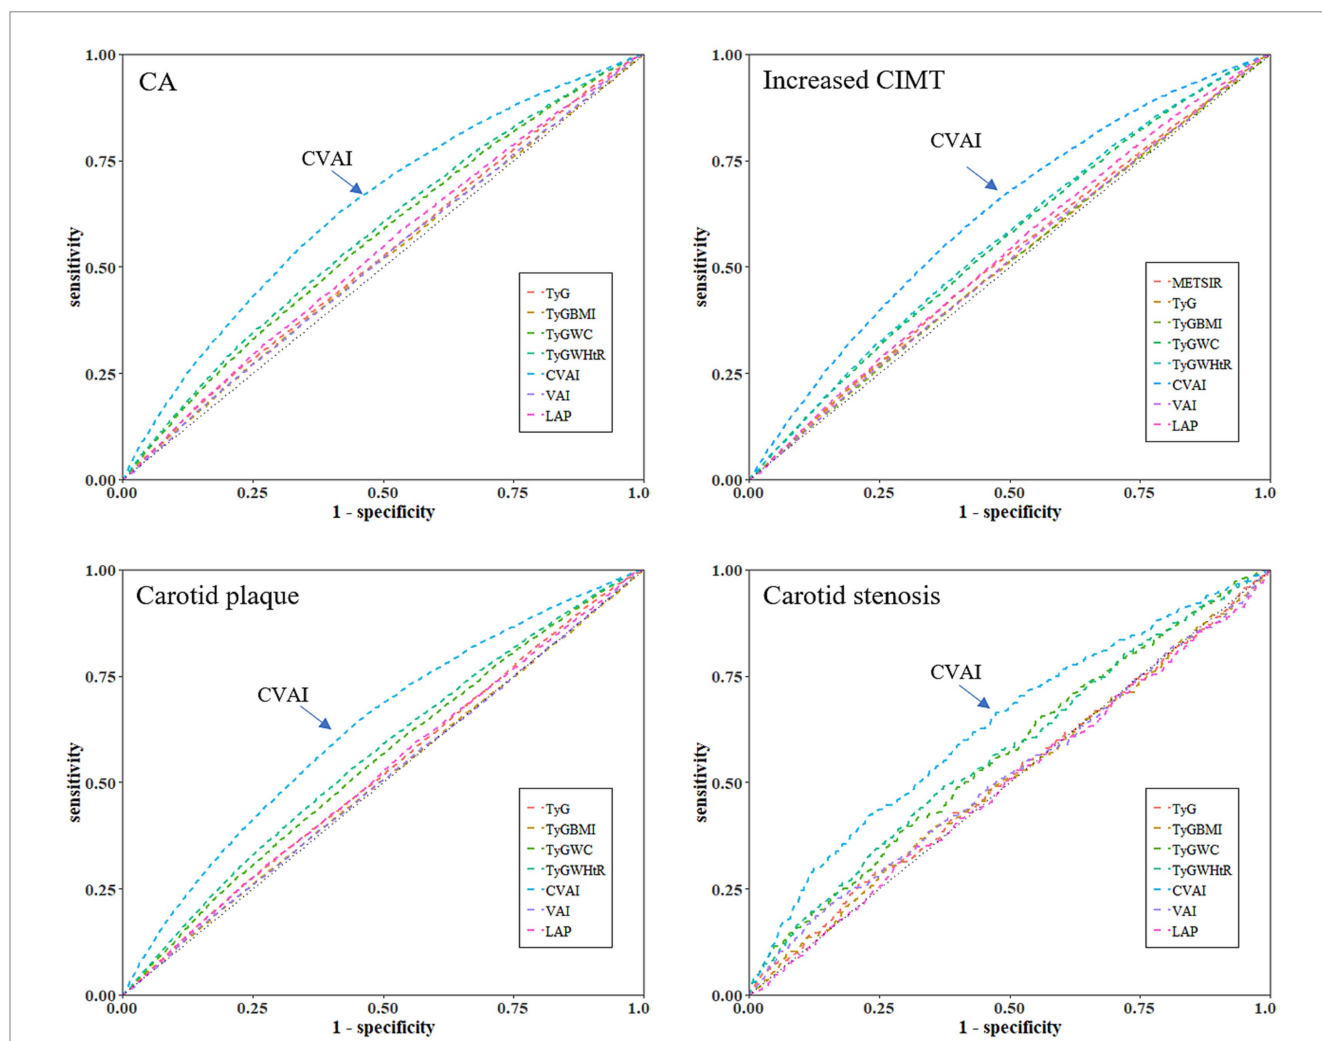 CA
CVAI
sensitivity
1.00
0.75
0.50
0.25
0.00
TyG
TyGBMI
TyGWC
TyGWHtR
CVAI
VAI
LAP
0.00 0.25 0.50 0.75 1.0
1 - specificity
Increased CIMT
CVAI
sensitivity
1.00
0.75
0.50
0.25
0.00
METSIR
TyG
TyGBMI
TyGWC
TyGWHtR
CVAI
VAI
LAP
0.00 0.25 0.50 0.75 1.0
1 - specificity
Carotid plaque
CVAI
sensitivity
1.00
0.75
0.50
0.25
0.00
TyG
TyGBMI
TyGWC
TyGWHtR
CVAI
VAI
LAP
0.00 0.25 0.50 0.75 1.0
1 - specificity
Carotid stenosis
CVAI
sensitivity
1.00
0.75
0.50
0.25
0.00
TyG
TyGBMI
TyGWC
TyGWHtR
CVAI
VAI
LAP
0.00 0.25 0.50 0.75 1.0
1 - specificity